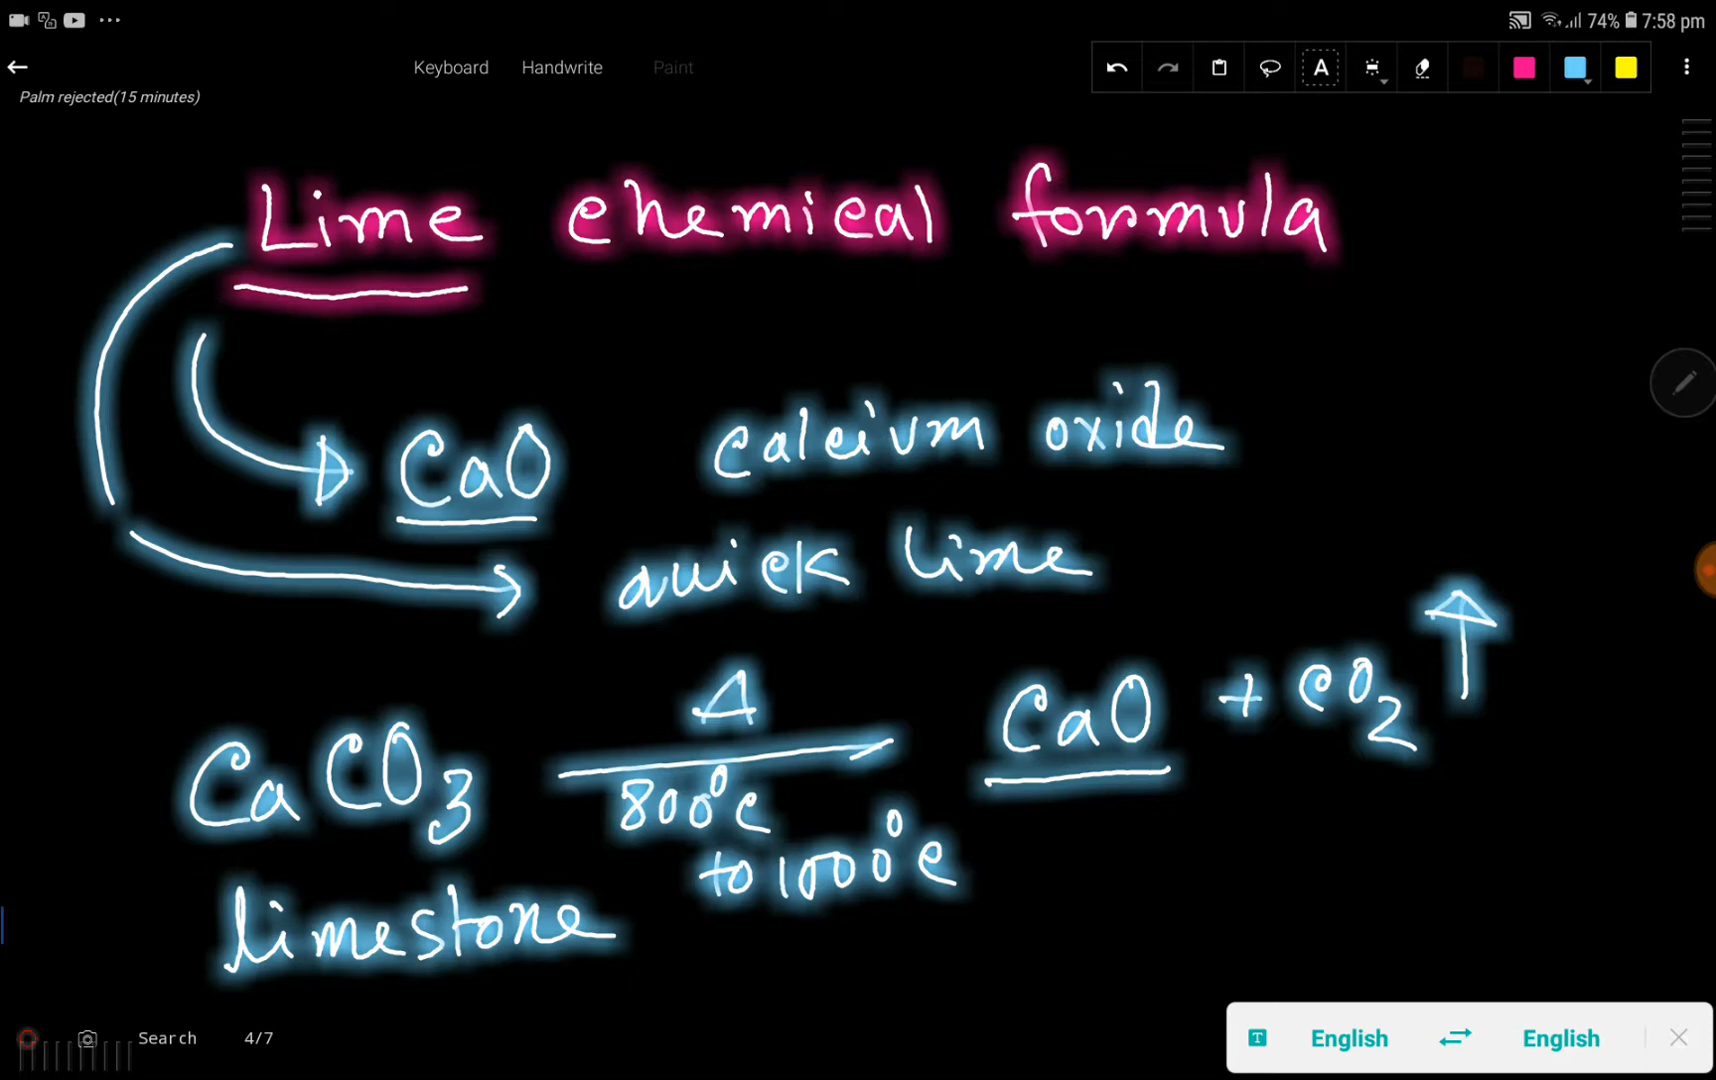 74% 7:58 pm
Keyboard Handwrite Paint A
Palm rejected(15 minutes)
Lime chemical formula
CaO calcium oxide
quick lime
CaCO3 Δ CaO + CO2 ↑
800°c
to 1000°c
limestone
Search 4/7
T English English